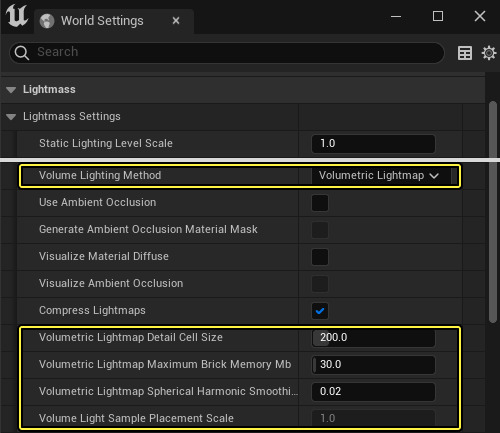 World Settings
Search
Lightmass
Lightmass Settings
Static Lighting Level Scale 1.0
Volume Lighting Method Volumetric Lightmap
Use Ambient Occlusion
Generate Ambient Occlusion Material Mask
Visualize Material Diffuse
Visualize Ambient Occlusion
Compress Lightmaps
Volumetric Lightmap Detail Cell Size 200.0
Volumetric Lightmap Maximum Brick Memory Mb 30.0
Volumetric Lightmap Spherical Harmonic Smoothi... 0.02
Volume Light Sample Placement Scale 1.0